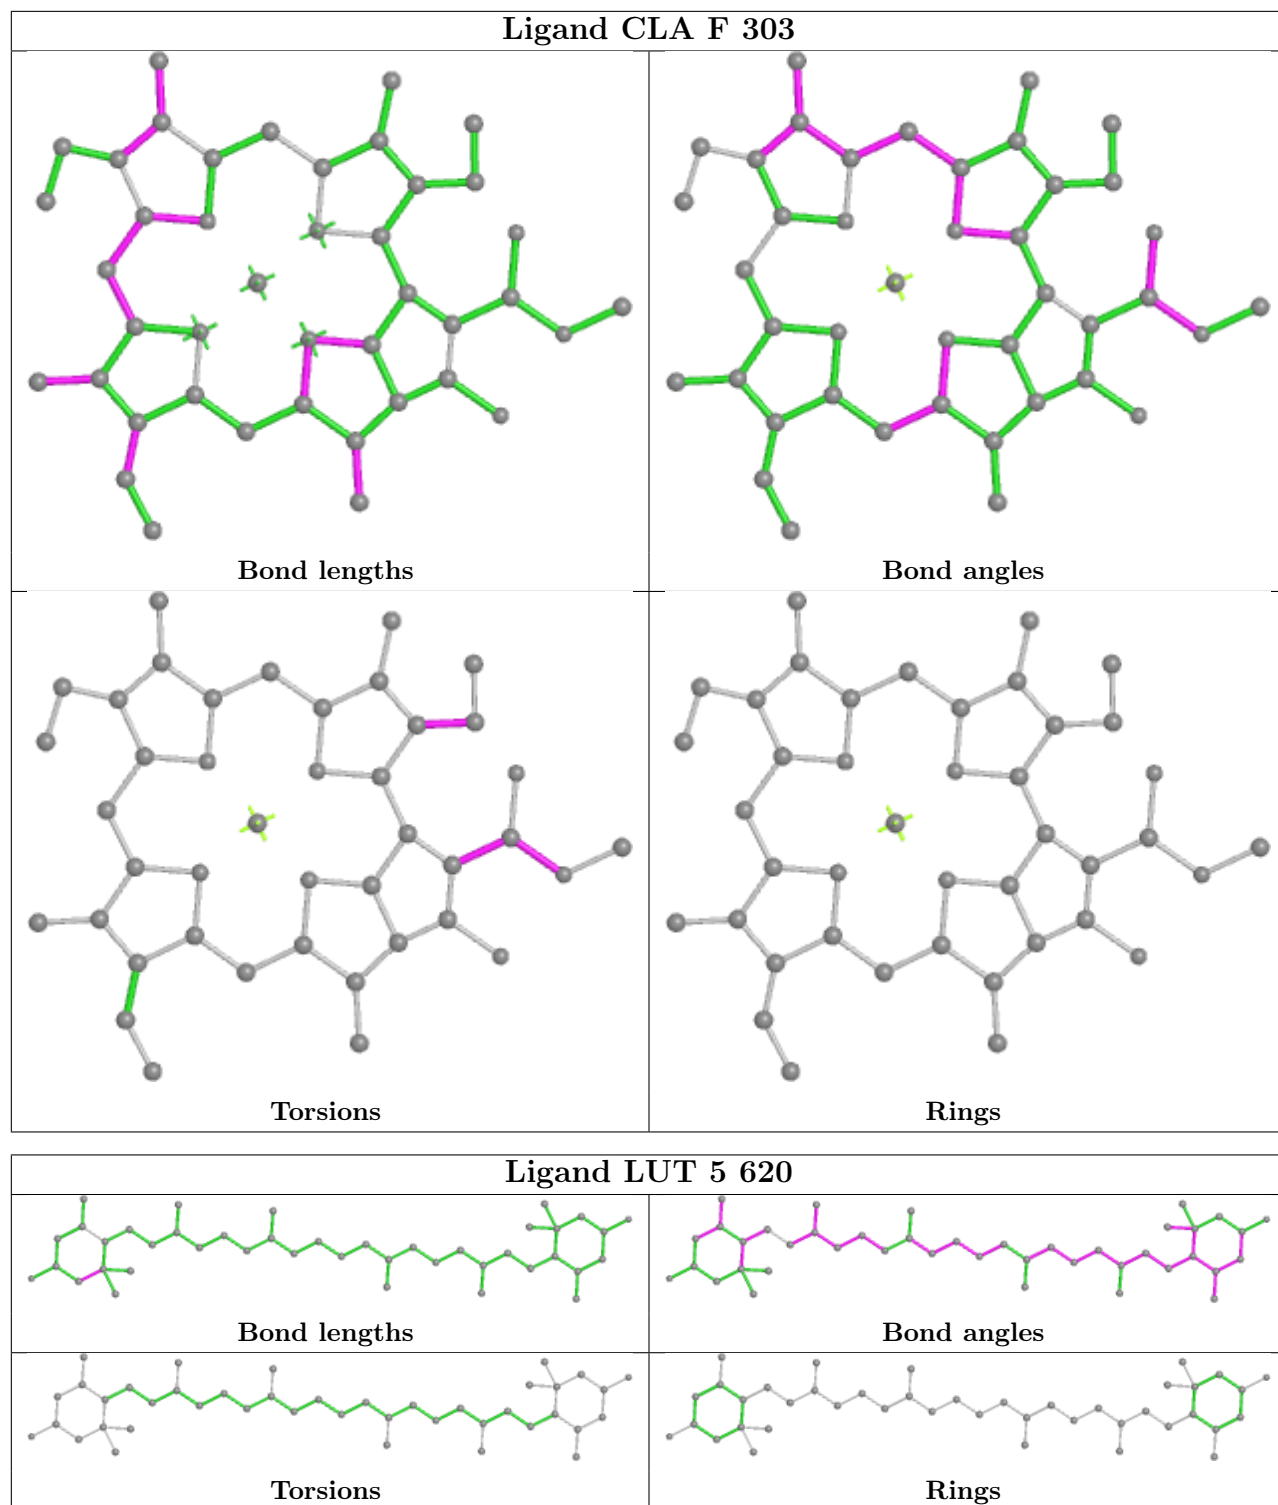 Ligand CLA F 303
Bond lengths
Bond angles
Torsions
Rings
Ligand LUT 5 620
Bond lengths
Bond angles
Torsions
Rings